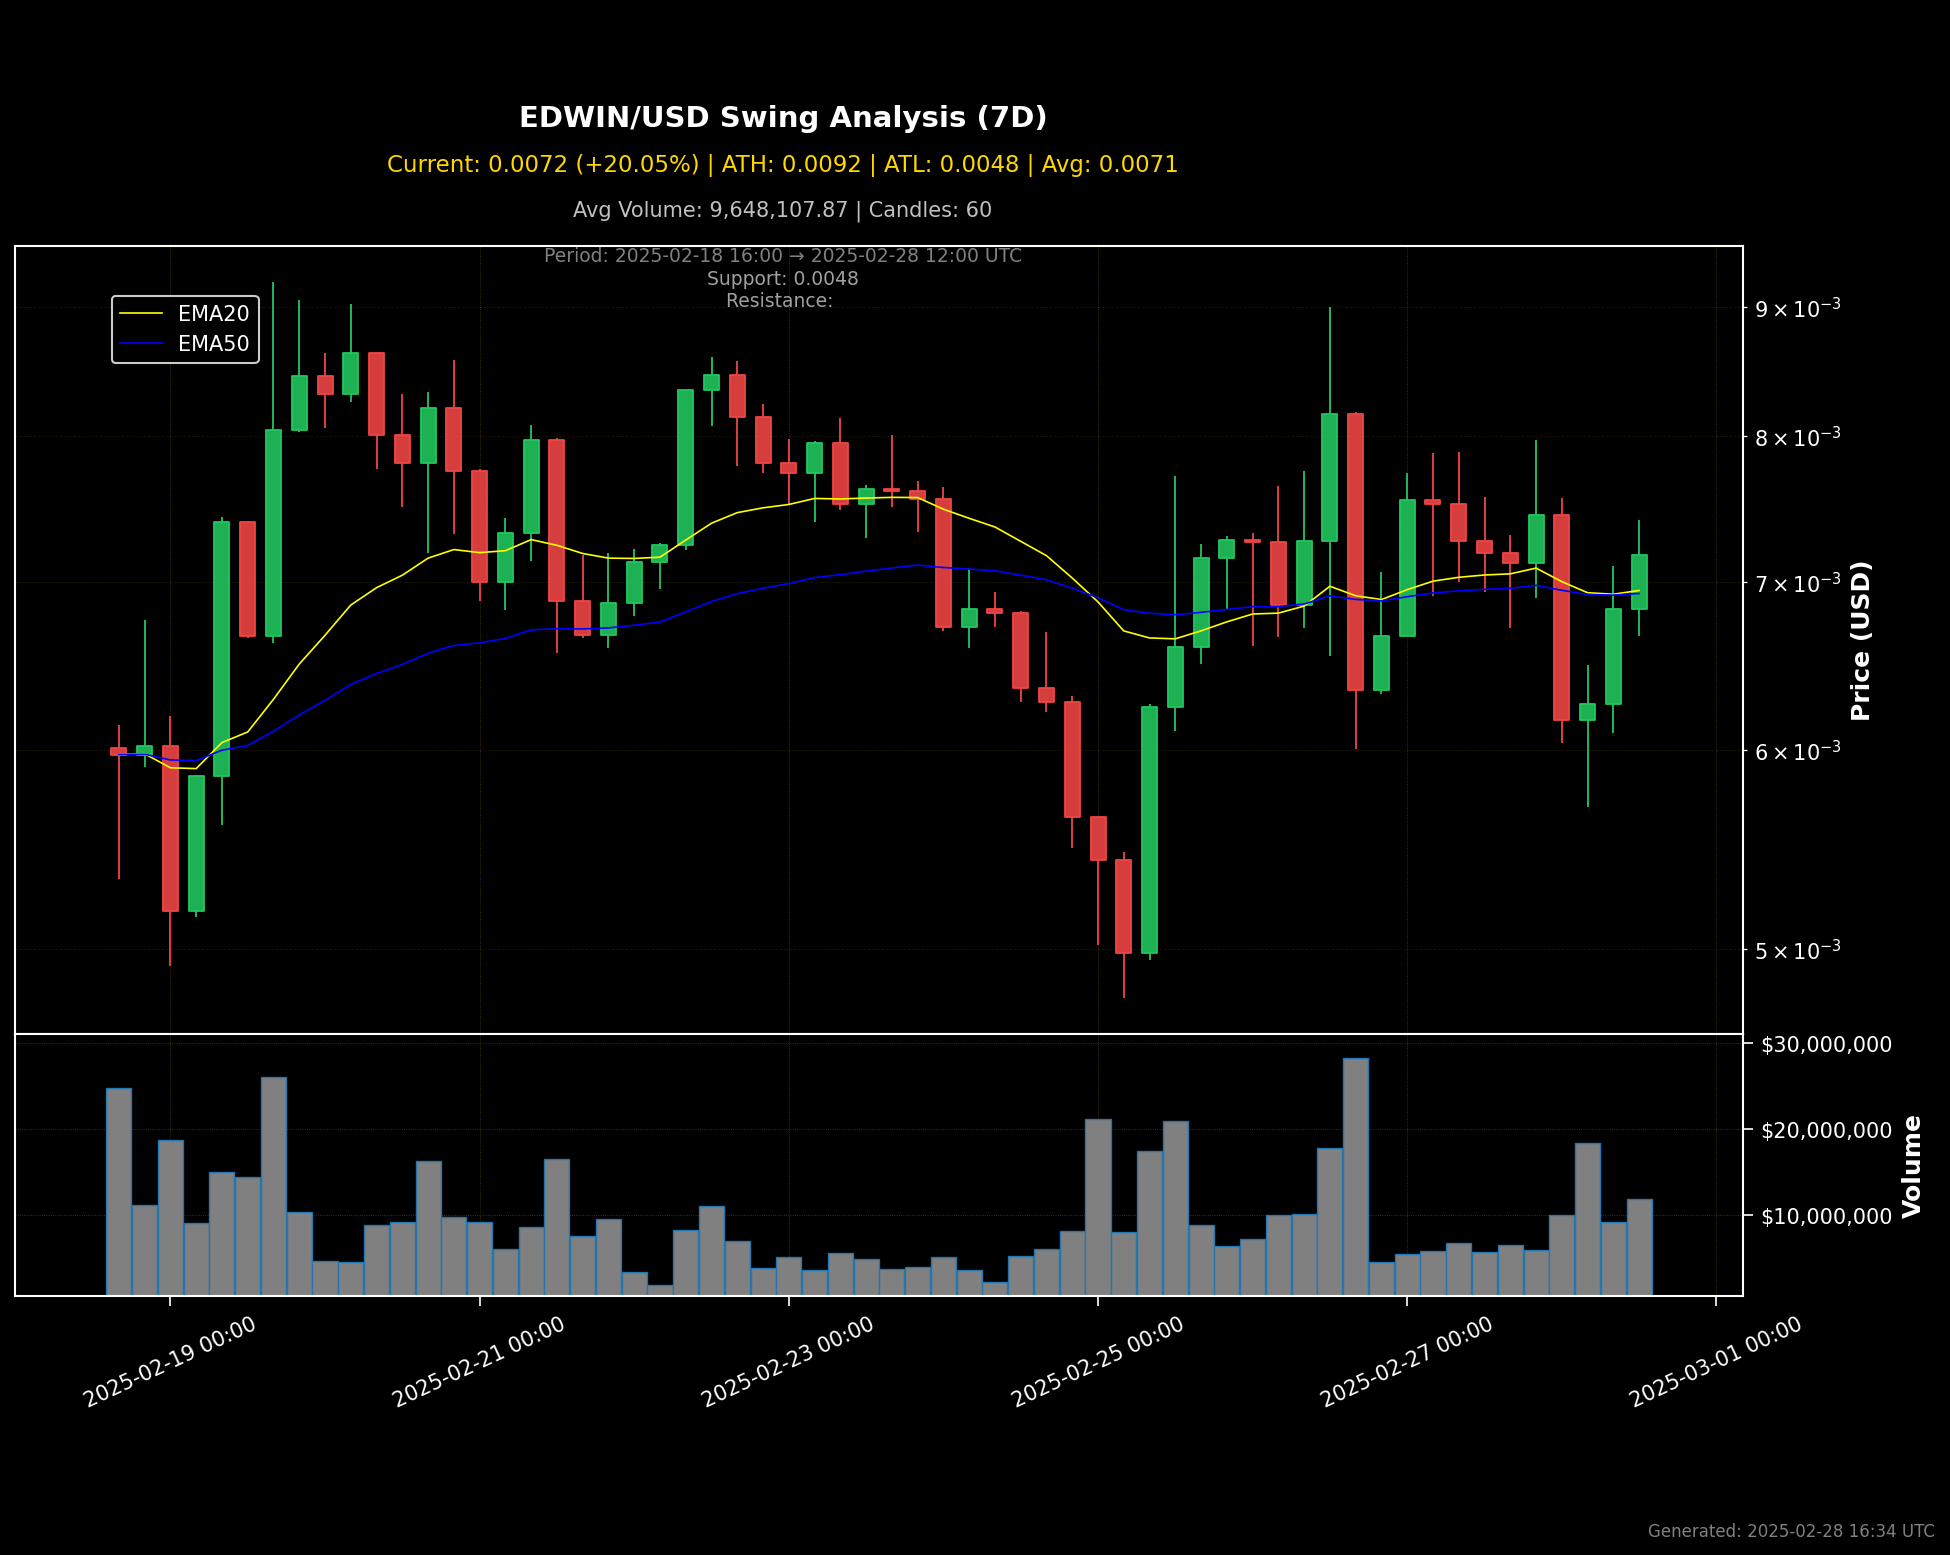 EDWIN/USD Swing Analysis (7D)
Current: 0.0072 (+20.05%) | ATH: 0.0092 | ATL: 0.0048 | Avg: 0.0071
Avg Volume: 9,648,107.87 | Candles: 60
Period: 2025-02-18 16:00 → 2025-02-28 12:00 UTC
Support: 0.0048
Resistance:
EMA20
EMA50
9 × 10⁻³
8 × 10⁻³
7 × 10⁻³
6 × 10⁻³
5 × 10⁻³
Price (USD)
$30,000,000
$20,000,000
$10,000,000
Volume
2025-02-19 00:00
2025-02-21 00:00
2025-02-23 00:00
2025-02-25 00:00
2025-02-27 00:00
2025-03-01 00:00
Generated: 2025-02-28 16:34 UTC